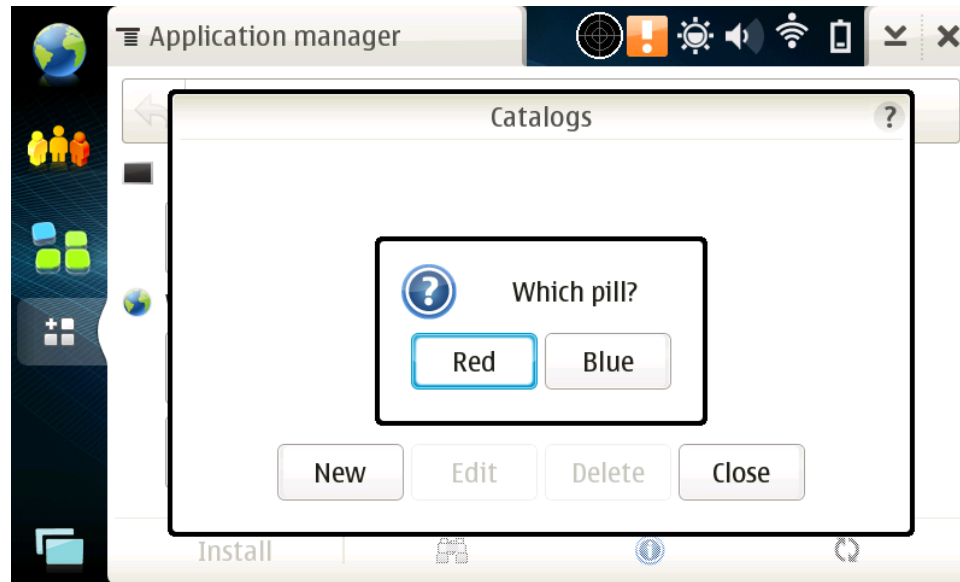 Application manager
Catalogs
?
Which pill?
Red Blue
New Edit Delete Close
Install